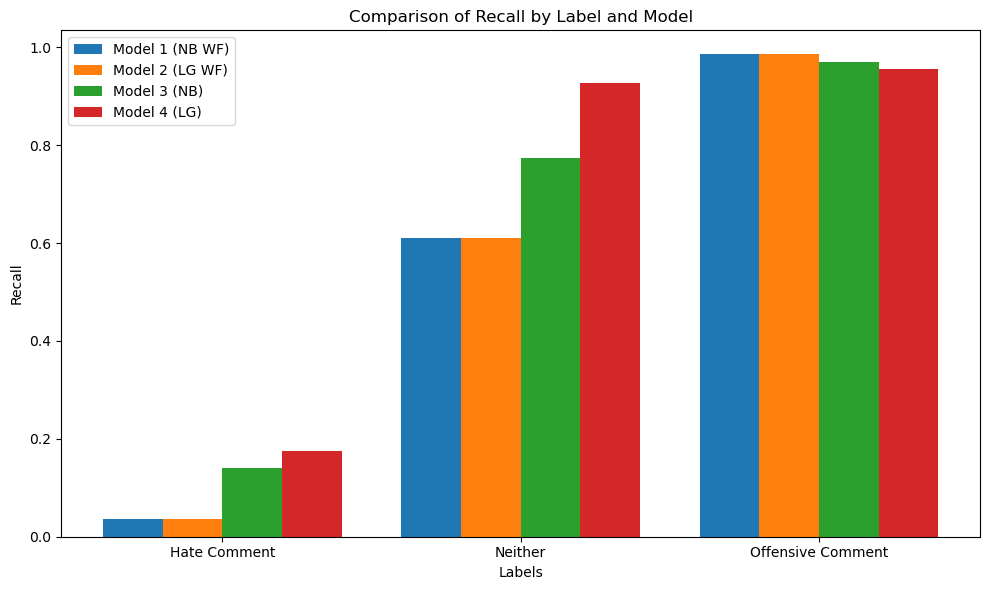 Comparison of Recall by Label and Model
Model 1 (NB WF)
Model 2 (LG WF)
Model 3 (NB)
Model 4 (LG)
1.0
0.8
0.6
0.4
0.2
0.0
Recall
Hate Comment
Neither
Offensive Comment
Labels